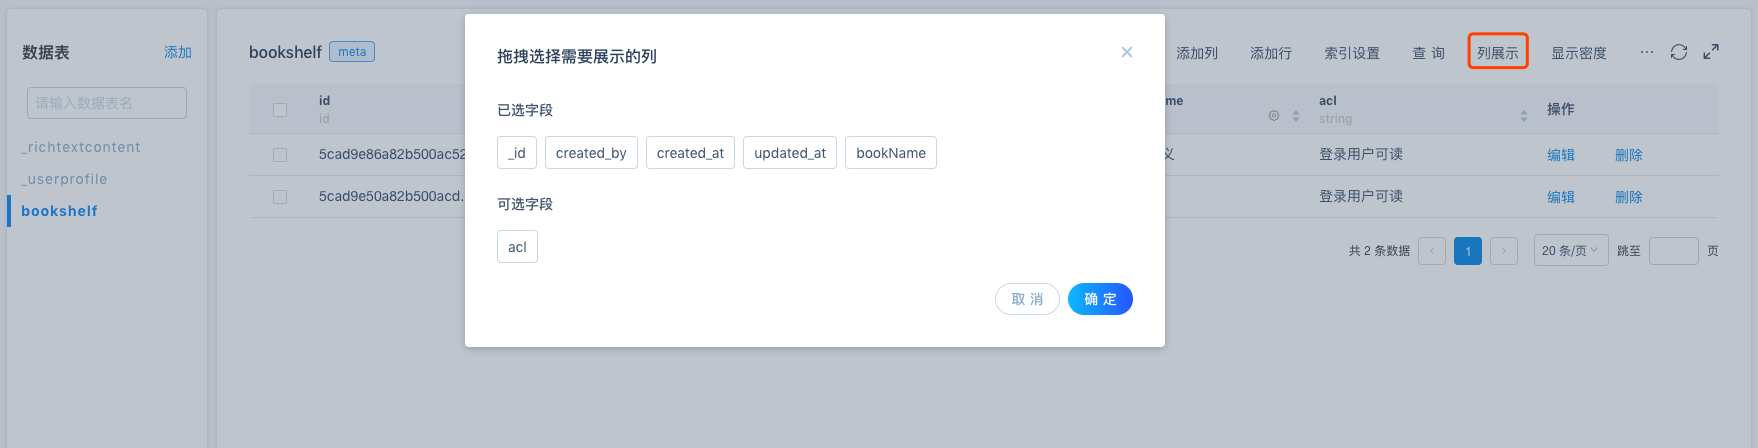 数据表 添加
请输入数据表名
_richtextcontent
_userprofile
bookshelf
bookshelf meta
添加列 添加行 索引设置 查 询 列展示 显示密度 ···
id me acl 操作
id string
5cad9e86a82b500ac52 义 登录用户可读 编辑 删除
5cad9e50a82b500acd. 登录用户可读 编辑 删除
共 2 条数据 < 1 > 20 条/页 跳至 页
拖拽选择需要展示的列
已选字段
_id created_by created_at updated_at bookName
可选字段
acl
取 消 确 定